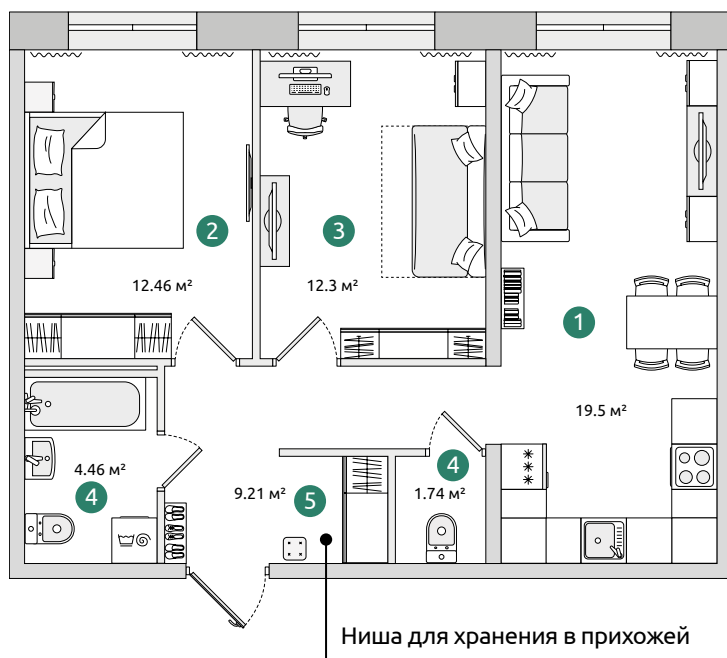 2
3
12.46 м²
12.3 м²
1
19.5 м²
4.46 м²
4
4
9.21 м²
5
1.74 м²
Ниша для хранения в прихожей